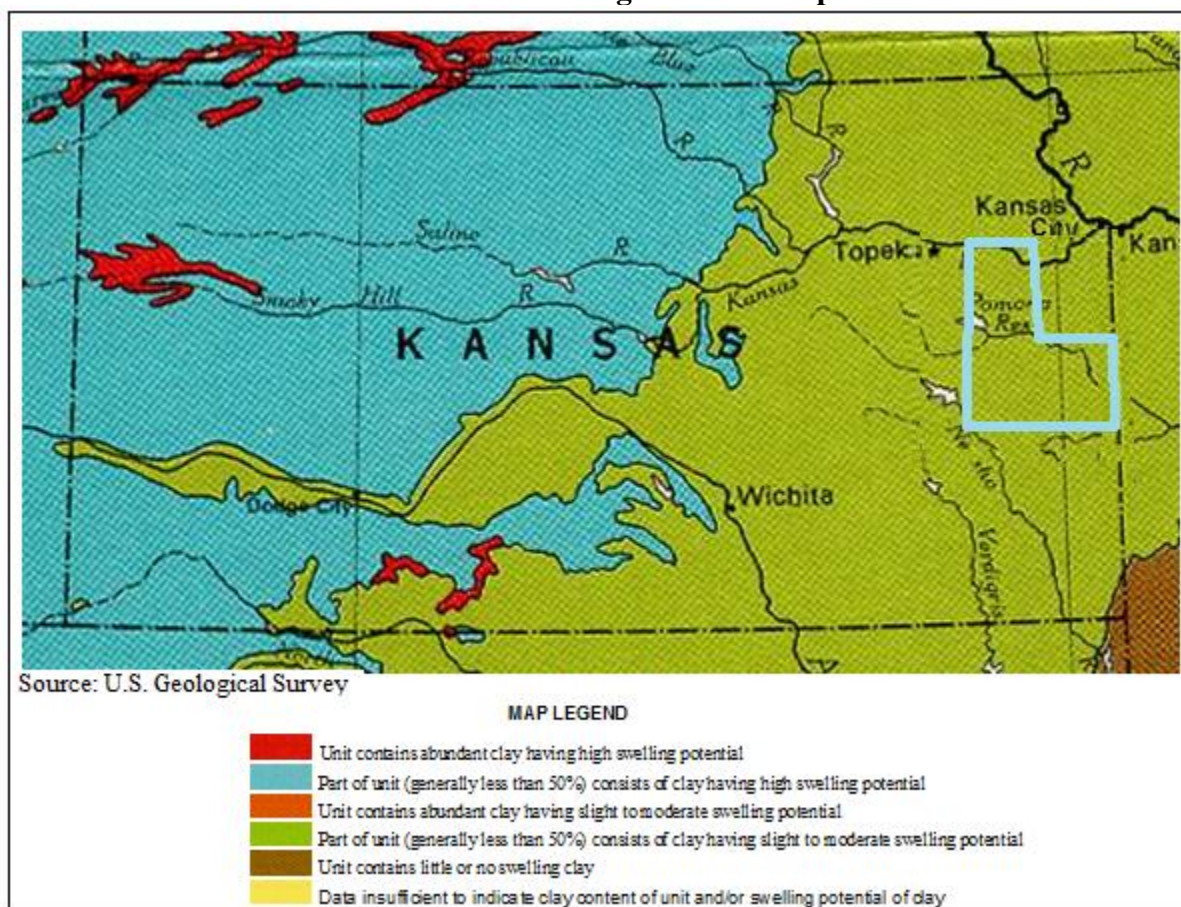 Republican
Blue
R
R
R
Kansas
City
Kan
Topeka
Saline
R
Kansas
Smoky Hill R
Pomona
Res
KANSAS
Neosho
Dodge City
Wichita
Verdigris
Source: U.S. Geological Survey
MAP LEGEND
Unit contains abundant clay having high swelling potential
Part of unit (generally less than 50%) consists of clay having high swelling potential
Unit contains abundant clay having slight to moderate swelling potential
Part of unit (generally less than 50%) consists of clay having slight to moderate swelling potential
Unit contains little or no swelling clay
Data insufficient to indicate clay content of unit and/or swelling potential of clay